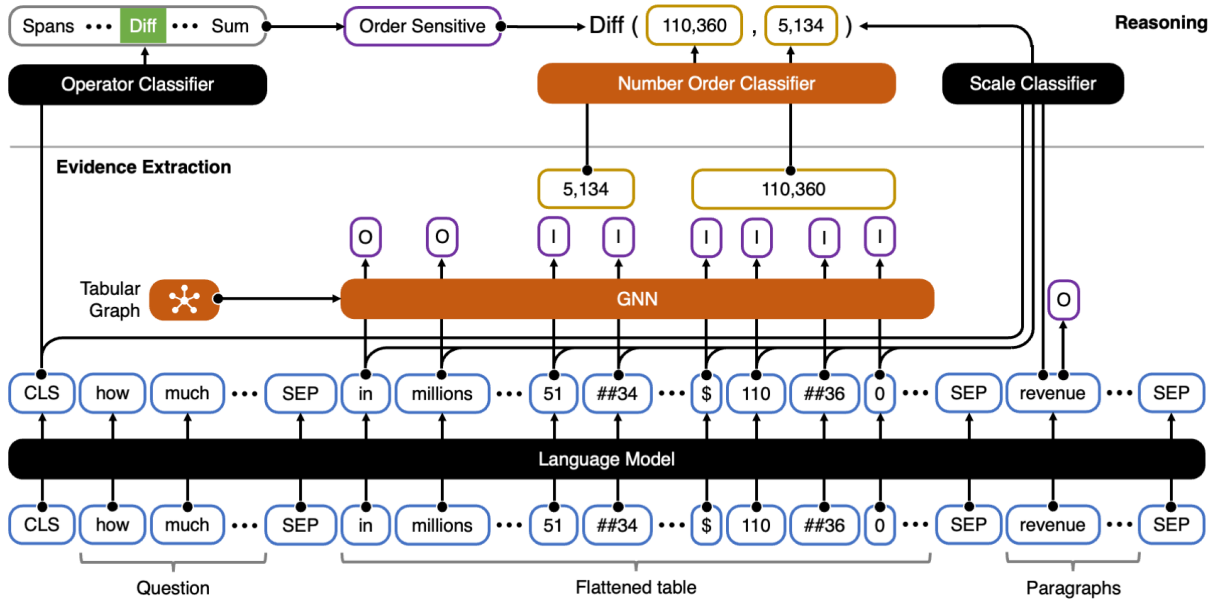 Spans ••• Diff ••• Sum
Order Sensitive
Diff ( 110,360 , 5,134 )
Reasoning
Operator Classifier
Number Order Classifier
Scale Classifier
Evidence Extraction
5,134
110,360
O O I I I I I I
Tabular
Graph
GNN
O
CLS how much ••• SEP in millions ••• 51 ##34 ••• $ 110 ##36 0 ••• SEP revenue ••• SEP
Language Model
CLS how much ••• SEP in millions ••• 51 ##34 ••• $ 110 ##36 0 ••• SEP revenue ••• SEP
Question
Flattened table
Paragraphs